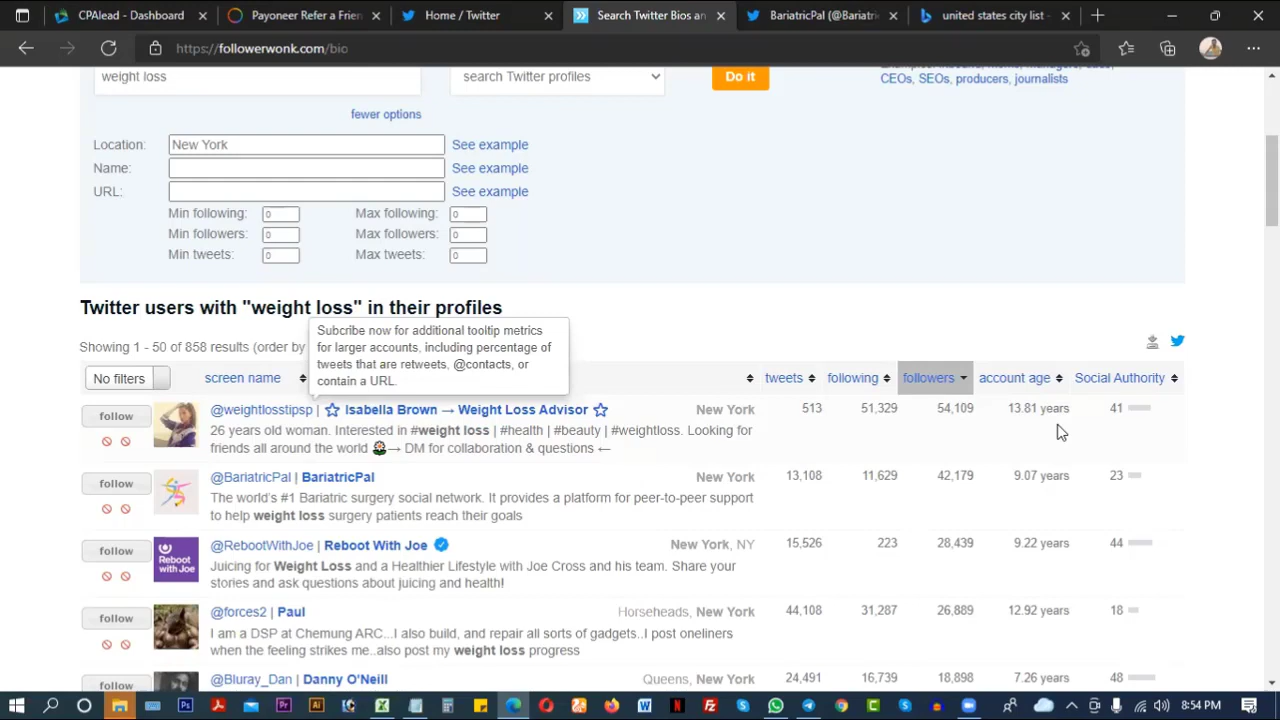 CPAlead - Dashboard
Payoneer Refer a Frien
Home / Twitter
Search Twitter Bios an
BariatricPal (@Bariatric
united states city list -
https://followerwonk.com/bio
weight loss
search Twitter profiles
Do it
CEOs, SEOs, producers, journalists
fewer options
Location: New York See example
Name: See example
URL: See example
Min following: 0 Max following: 0
Min followers: 0 Max followers: 0
Min tweets: 0 Max tweets: 0
Twitter users with "weight loss" in their profiles
Subcribe now for additional tooltip metrics
for larger accounts, including percentage of
tweets that are retweets, @contacts, or
contain a URL.
Showing 1 - 50 of 858 results (order by
No filters screen name tweets following followers account age Social Authority
follow @weightlosstipsp | ☆ Isabella Brown → Weight Loss Advisor ☆ New York 513 51,329 54,109 13.81 years 41
26 years old woman. Interested in #weight loss | #health | #beauty | #weightloss. Looking for
friends all around the world → DM for collaboration & questions ←
follow @BariatricPal | BariatricPal New York 13,108 11,629 42,179 9.07 years 23
The world's #1 Bariatric surgery social network. It provides a platform for peer-to-peer support
to help weight loss surgery patients reach their goals
follow @RebootWithJoe | Reboot With Joe New York, NY 15,526 223 28,439 9.22 years 44
Reboot
with Joe
Juicing for Weight Loss and a Healthier Lifestyle with Joe Cross and his team. Share your
stories and ask questions about juicing and health!
follow @forces2 | Paul Horseheads, New York 44,108 31,287 26,889 12.92 years 18
I am a DSP at Chemung ARC...I also build, and repair all sorts of gadgets..I post oneliners
when the feeling strikes me..also post my weight loss progress
follow @Bluray_Dan | Danny O'Neill Queens, New York 24,491 16,739 18,898 7.26 years 48
8:54 PM